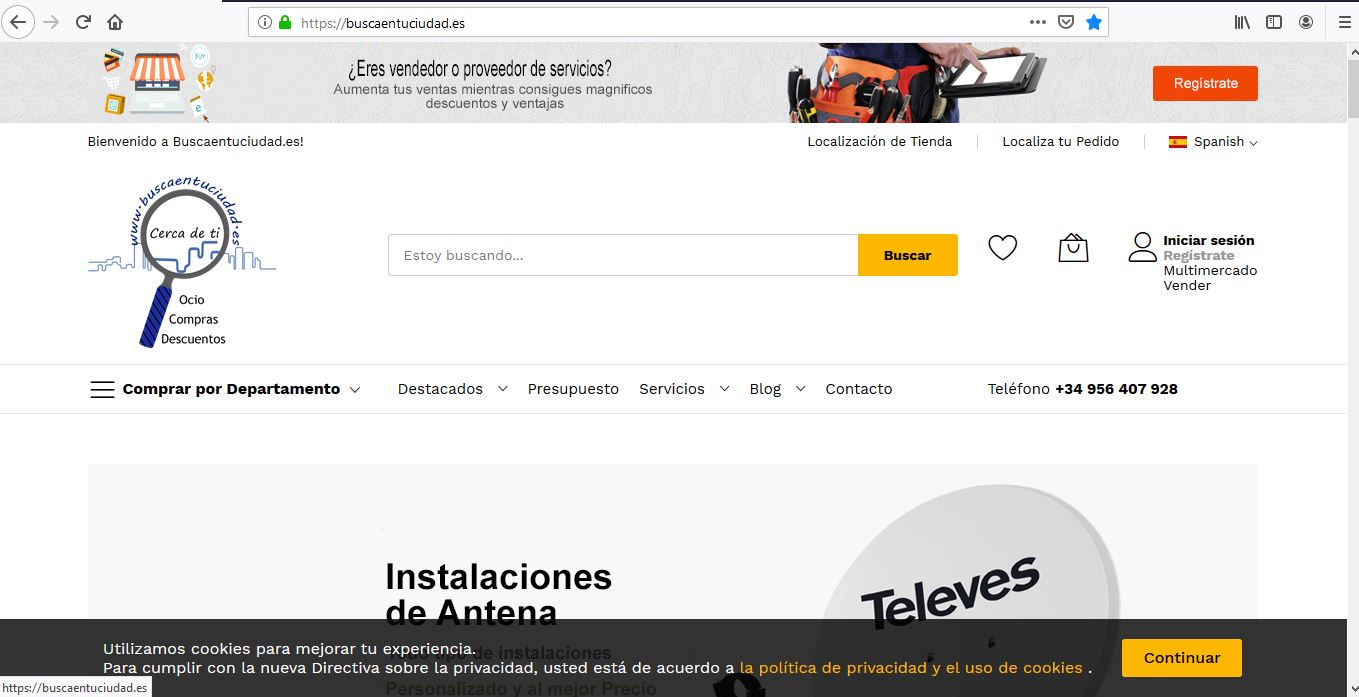 https://buscaentuciudad.es
BUY
¿Eres vendedor o proveedor de servicios?
Aumenta tus ventas mientras consigues magnificos
descuentos y ventajas
Regístrate
Bienvenido a Buscaentuciudad.es!
Localización de Tienda
Localiza tu Pedido
Spanish
www.buscaentuciudad.es
Cerca de ti
Ocio
Compras
Descuentos
Estoy buscando...
Buscar
Iniciar sesión
Regístrate
Multimercado
Vender
Comprar por Departamento
Destacados
Presupuesto
Servicios
Blog
Contacto
Teléfono +34 956 407 928
Instalaciones
de Antena
Todo tipo de instalaciones
Personalizado y al mejor Precio
Televes
Utilizamos cookies para mejorar tu experiencia.
Para cumplir con la nueva Directiva sobre la privacidad, usted está de acuerdo a la política de privacidad y el uso de cookies .
Continuar
https://buscaentuciudad.es